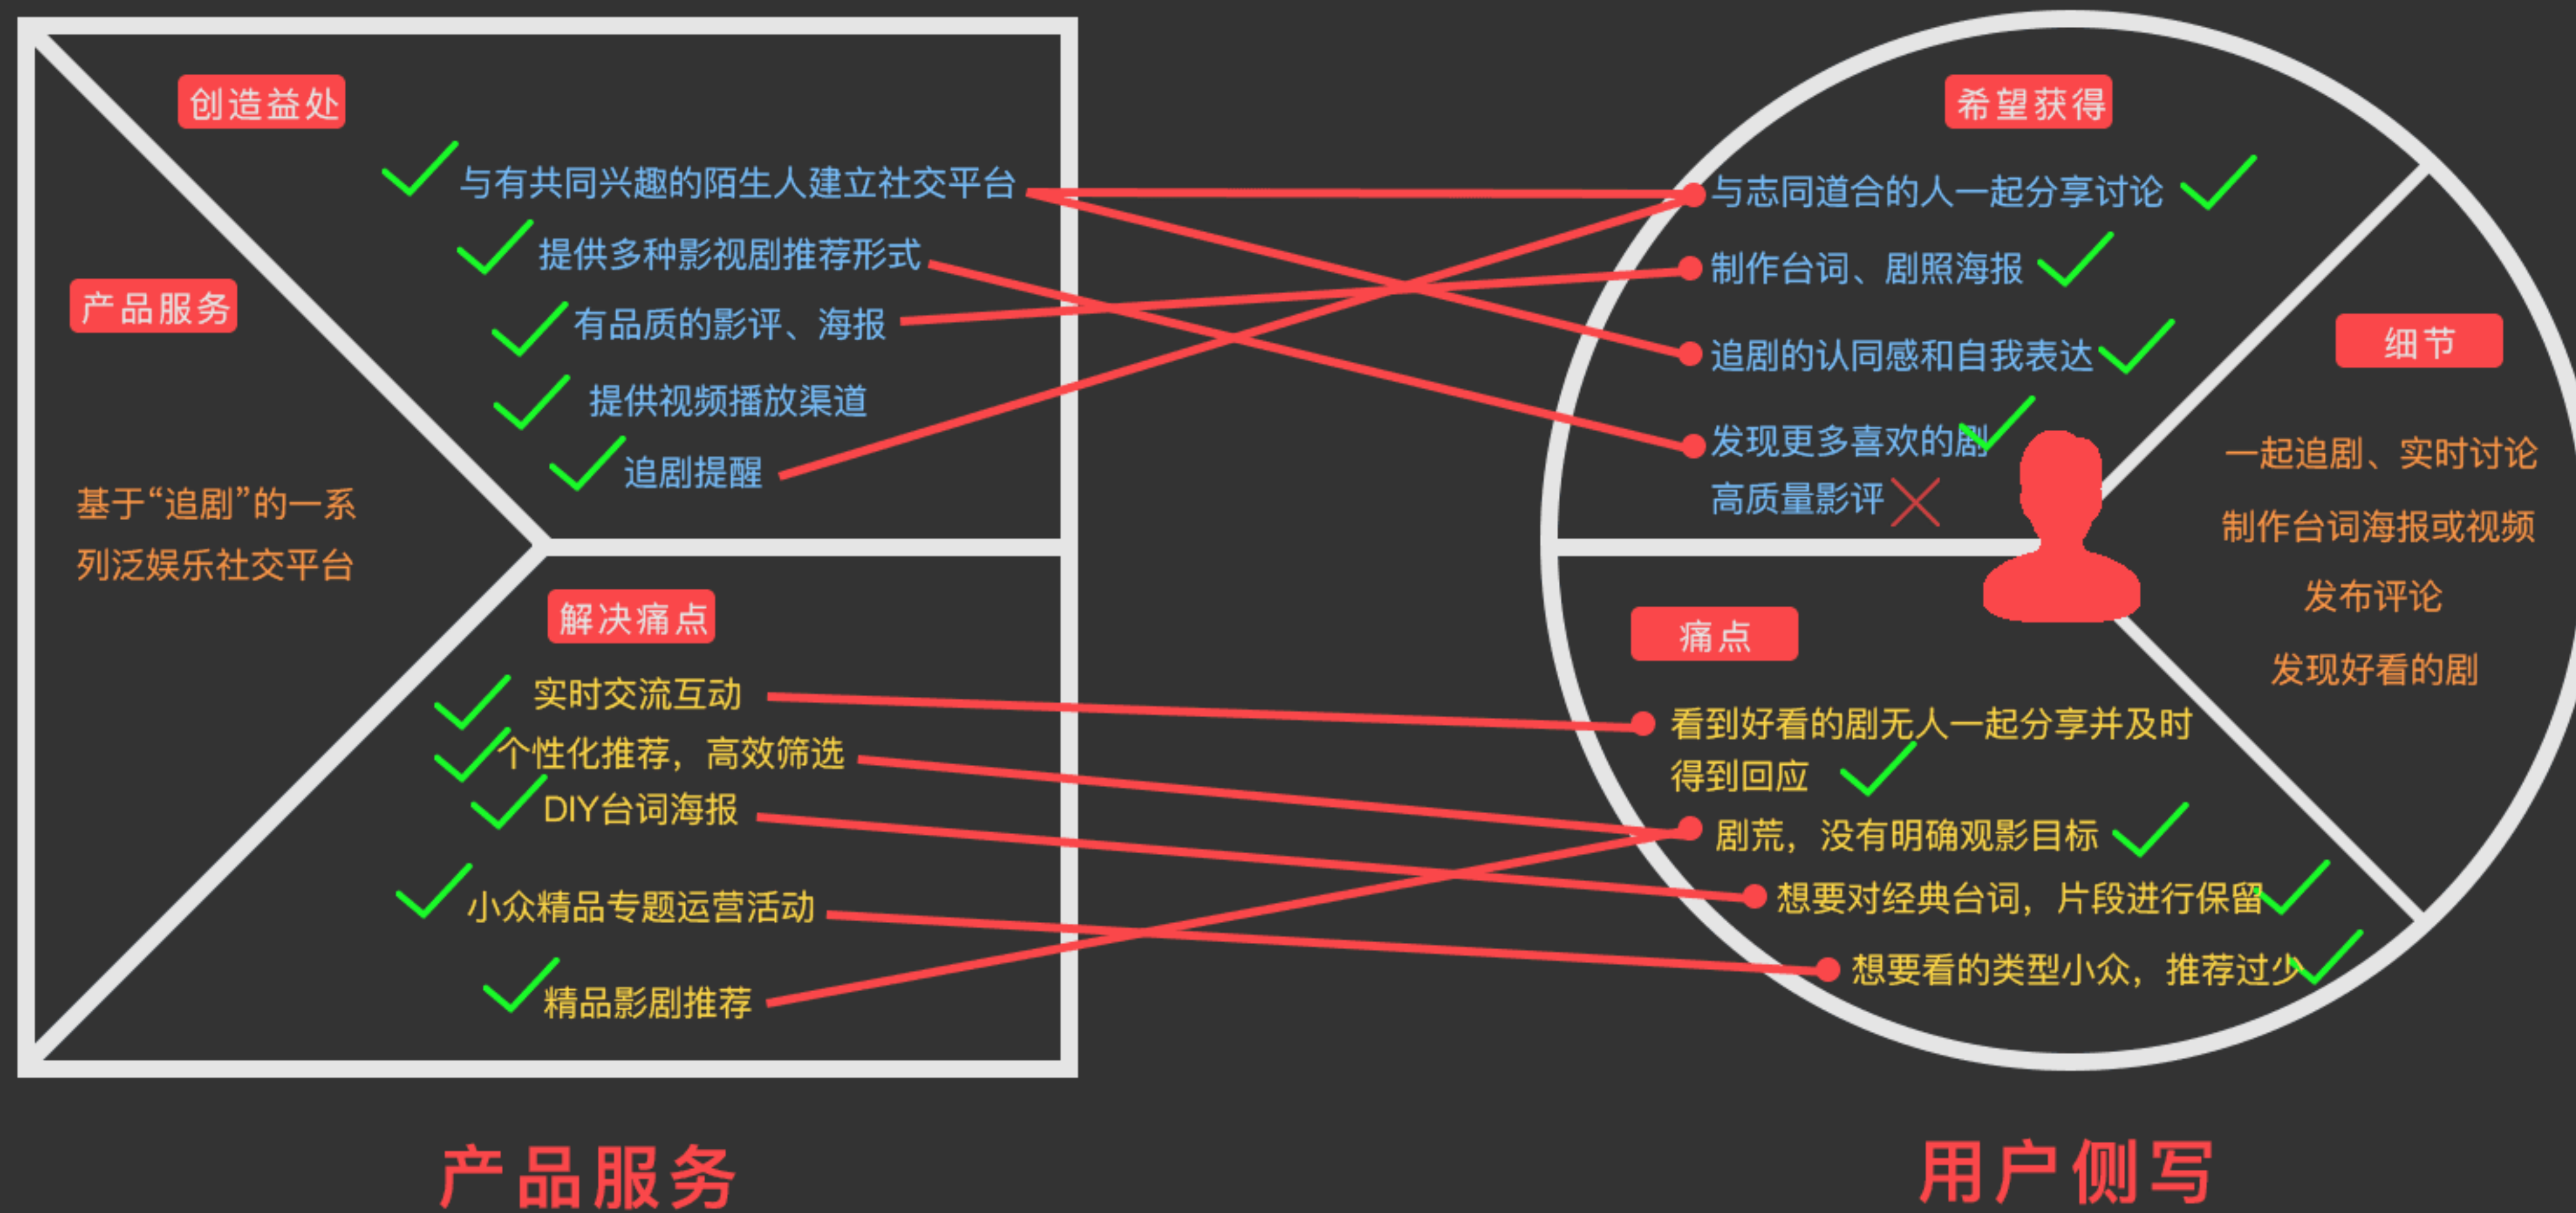 创造益处
与有共同兴趣的陌生人建立社交平台
提供多种影视剧推荐形式
有品质的影评、海报
提供视频播放渠道
追剧提醒
产品服务
基于“追剧”的一系
列泛娱乐社交平台
解决痛点
实时交流互动
个性化推荐，高效筛选
DIY台词海报
小众精品专题运营活动
精品影剧推荐
产品服务
希望获得
与志同道合的人一起分享讨论
制作台词、剧照海报
追剧的认同感和自我表达
发现更多喜欢的剧
高质量影评
细节
一起追剧、实时讨论
制作台词海报或视频
发布评论
发现好看的剧
痛点
看到好看的剧无人一起分享并及时
得到回应
剧荒，没有明确观影目标
想要对经典台词，片段进行保留
想要看的类型小众，推荐过少
用户侧写